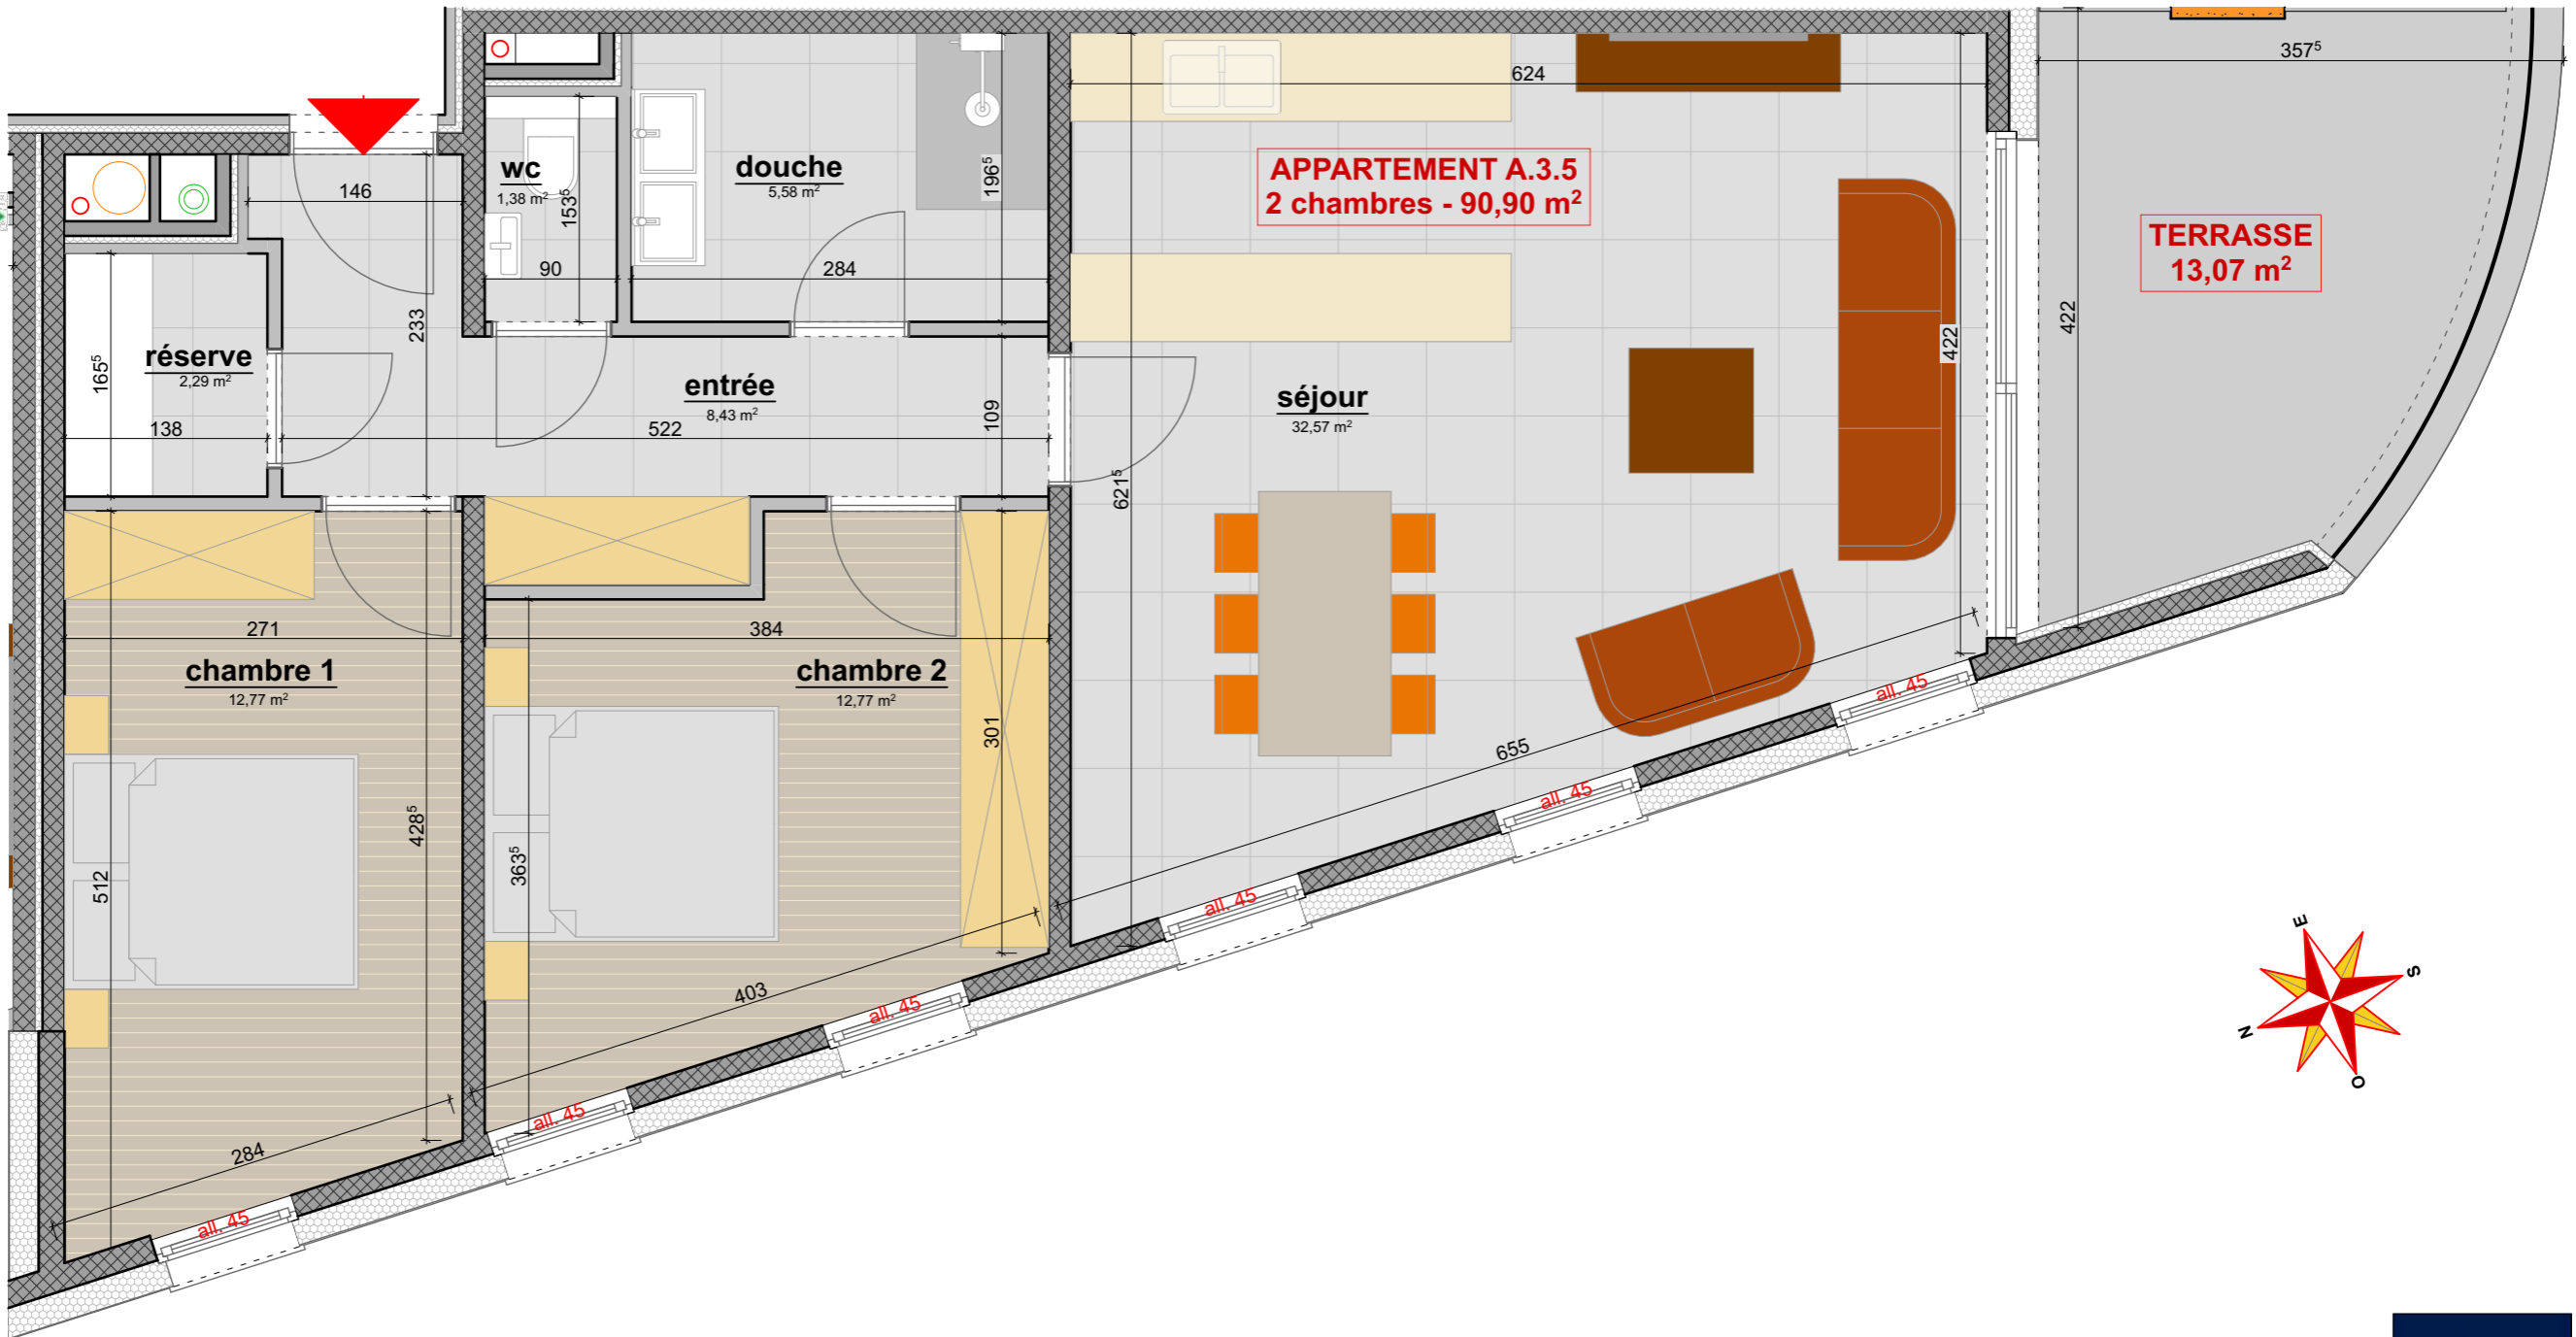 357⁵
624
APPARTEMENT A.3.5
2 chambres - 90,90 m²
TERRASSE
13,07 m²
wc
1,38 m²
153⁵
douche
5,58 m²
196⁵
146
90
284
233
422
422
réserve
2,29 m²
165⁵
138
entrée
8,43 m²
522
109
séjour
32,57 m²
621⁵
271
384
chambre 1
12,77 m²
chambre 2
12,77 m²
301
655
all. 45
all. 45
all. 45
all. 45
all. 45
all. 45
512
428⁵
363⁵
403
284
E
S
N
O